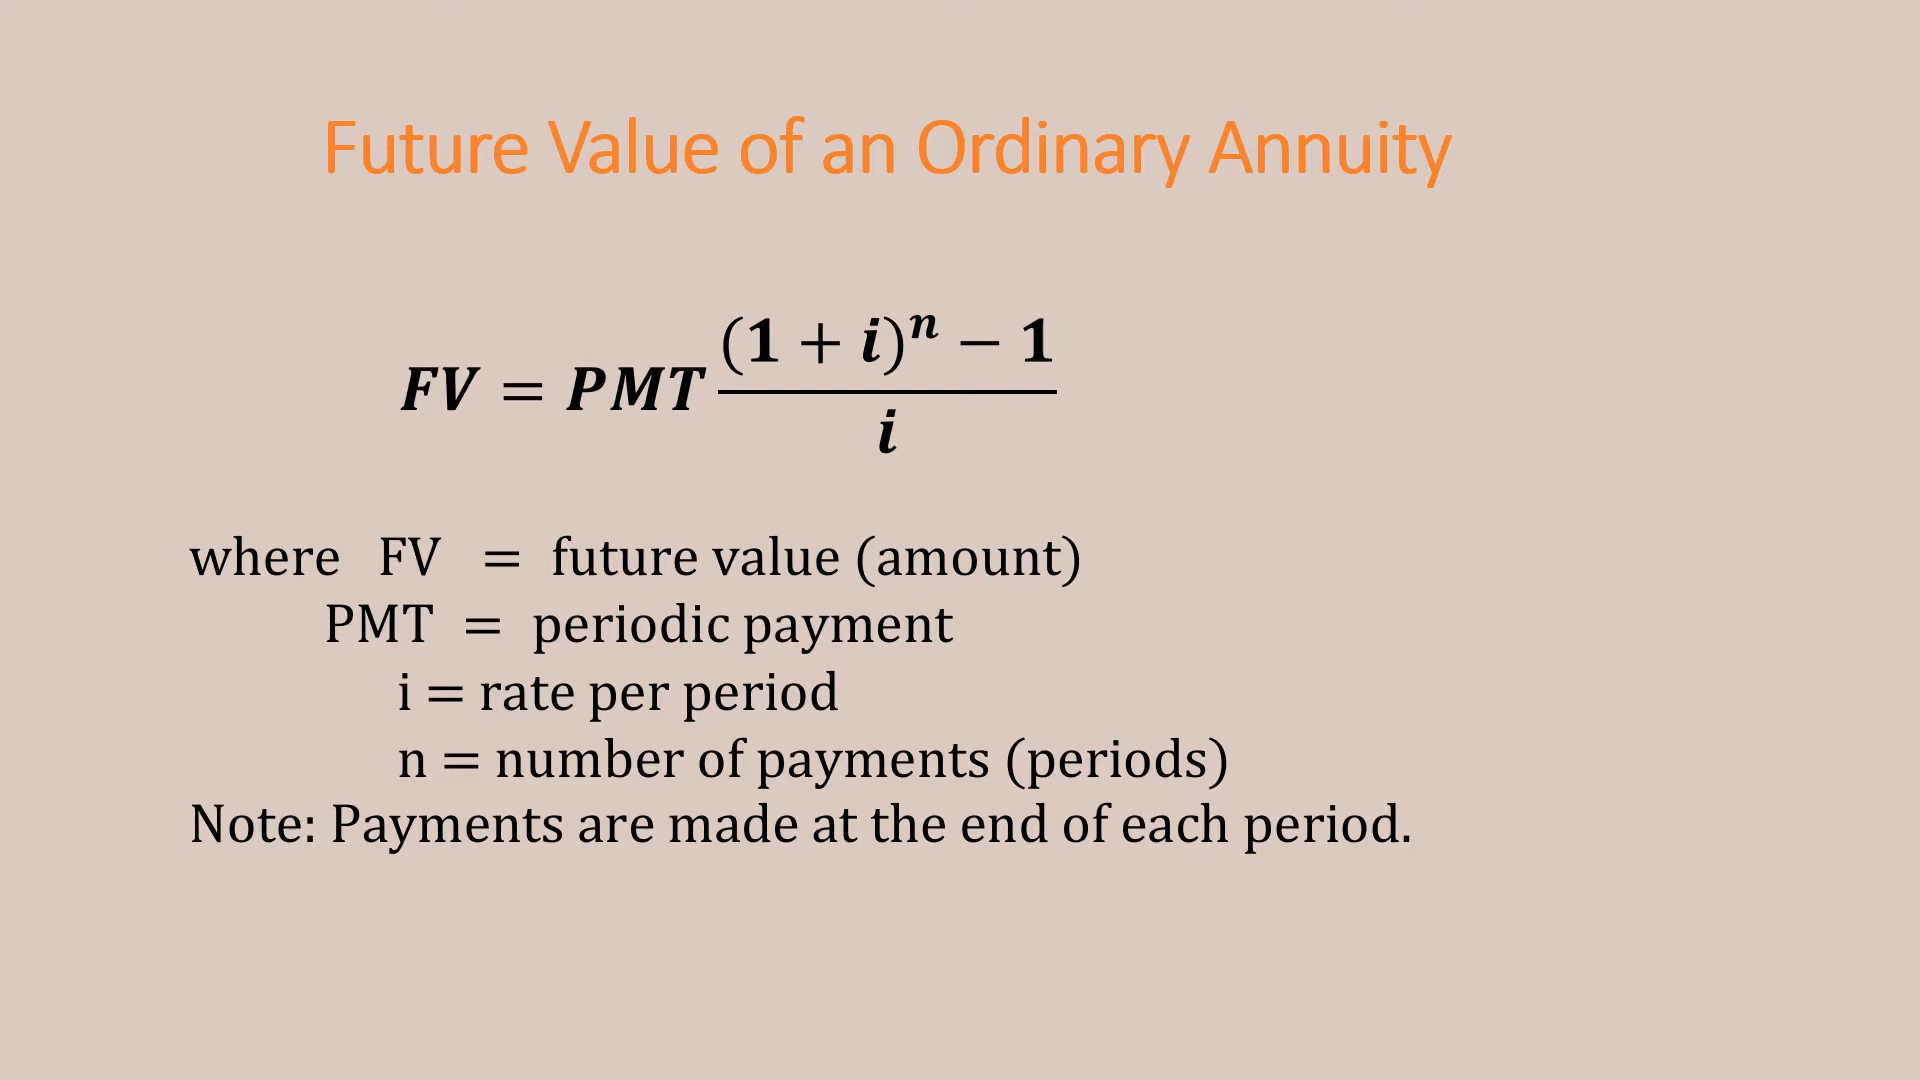 Future Value of an Ordinary Annuity
FV = PMT \frac{(1 + i)^n − 1}{i}
where FV = future value (amount)
PMT = periodic payment
i = rate per period
n = number of payments (periods)
Note: Payments are made at the end of each period.